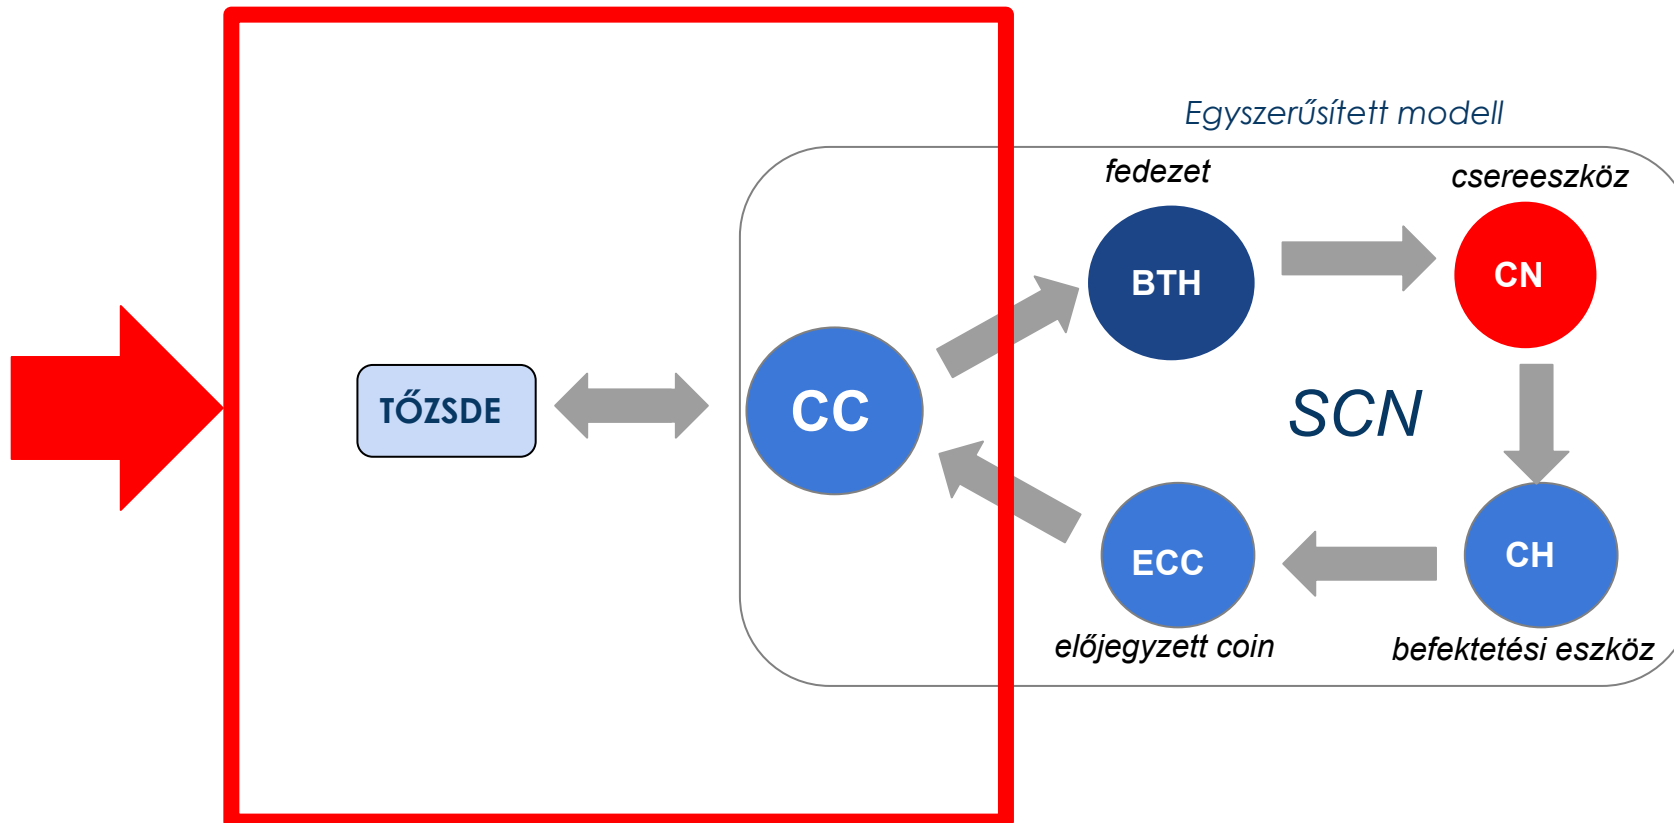 Egyszerűsített modell
fedezet
csereeszköz
BTH
CN
TŐZSDE
CC
SCN
ECC
CH
előjegyzett coin
befektetési eszköz